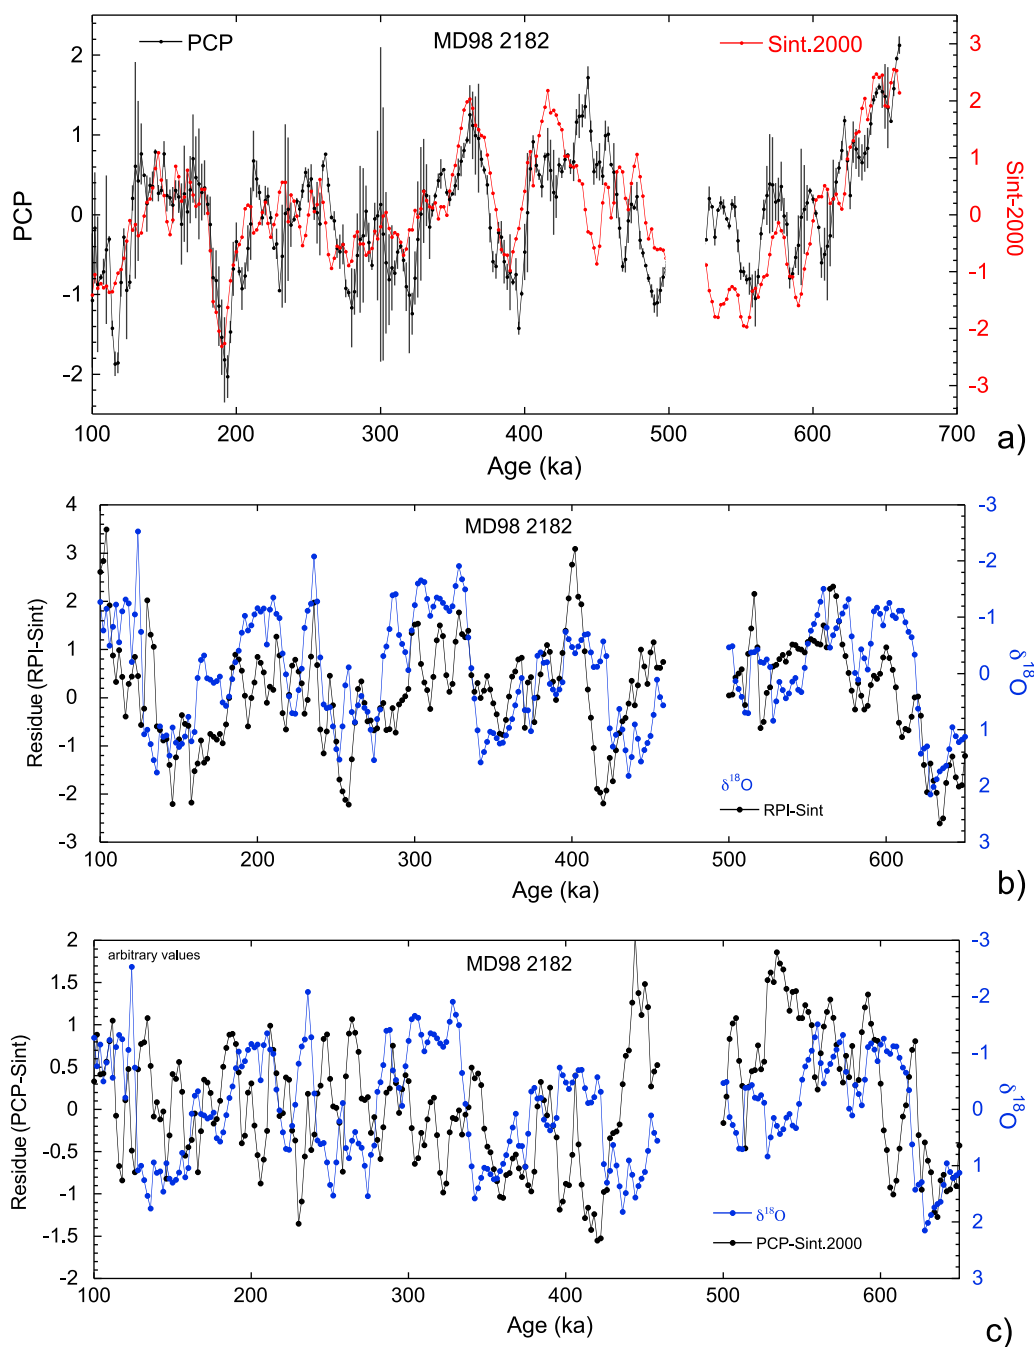 PCP
MD98 2182
Sint.2000
2
1
0
-1
-2
PCP
3
2
1
0
-1
-2
-3
Sint-2000
100 200 300 400 500 600 700
Age (ka)
a)
MD98 2182
4
3
2
1
0
-1
-2
-3
Residue (RPI-Sint)
-3
-2
-1
0
1
2
3
δ18O
δ18O
RPI-Sint
100 200 300 400 500 600
Age (ka)
b)
arbitrary values
MD98 2182
2
1.5
1
0.5
0
-0.5
-1
-1.5
-2
Residue (PCP-Sint)
-3
-2
-1
0
1
2
3
δ18O
δ18O
PCP-Sint.2000
100 200 300 400 500 600
Age (ka)
c)